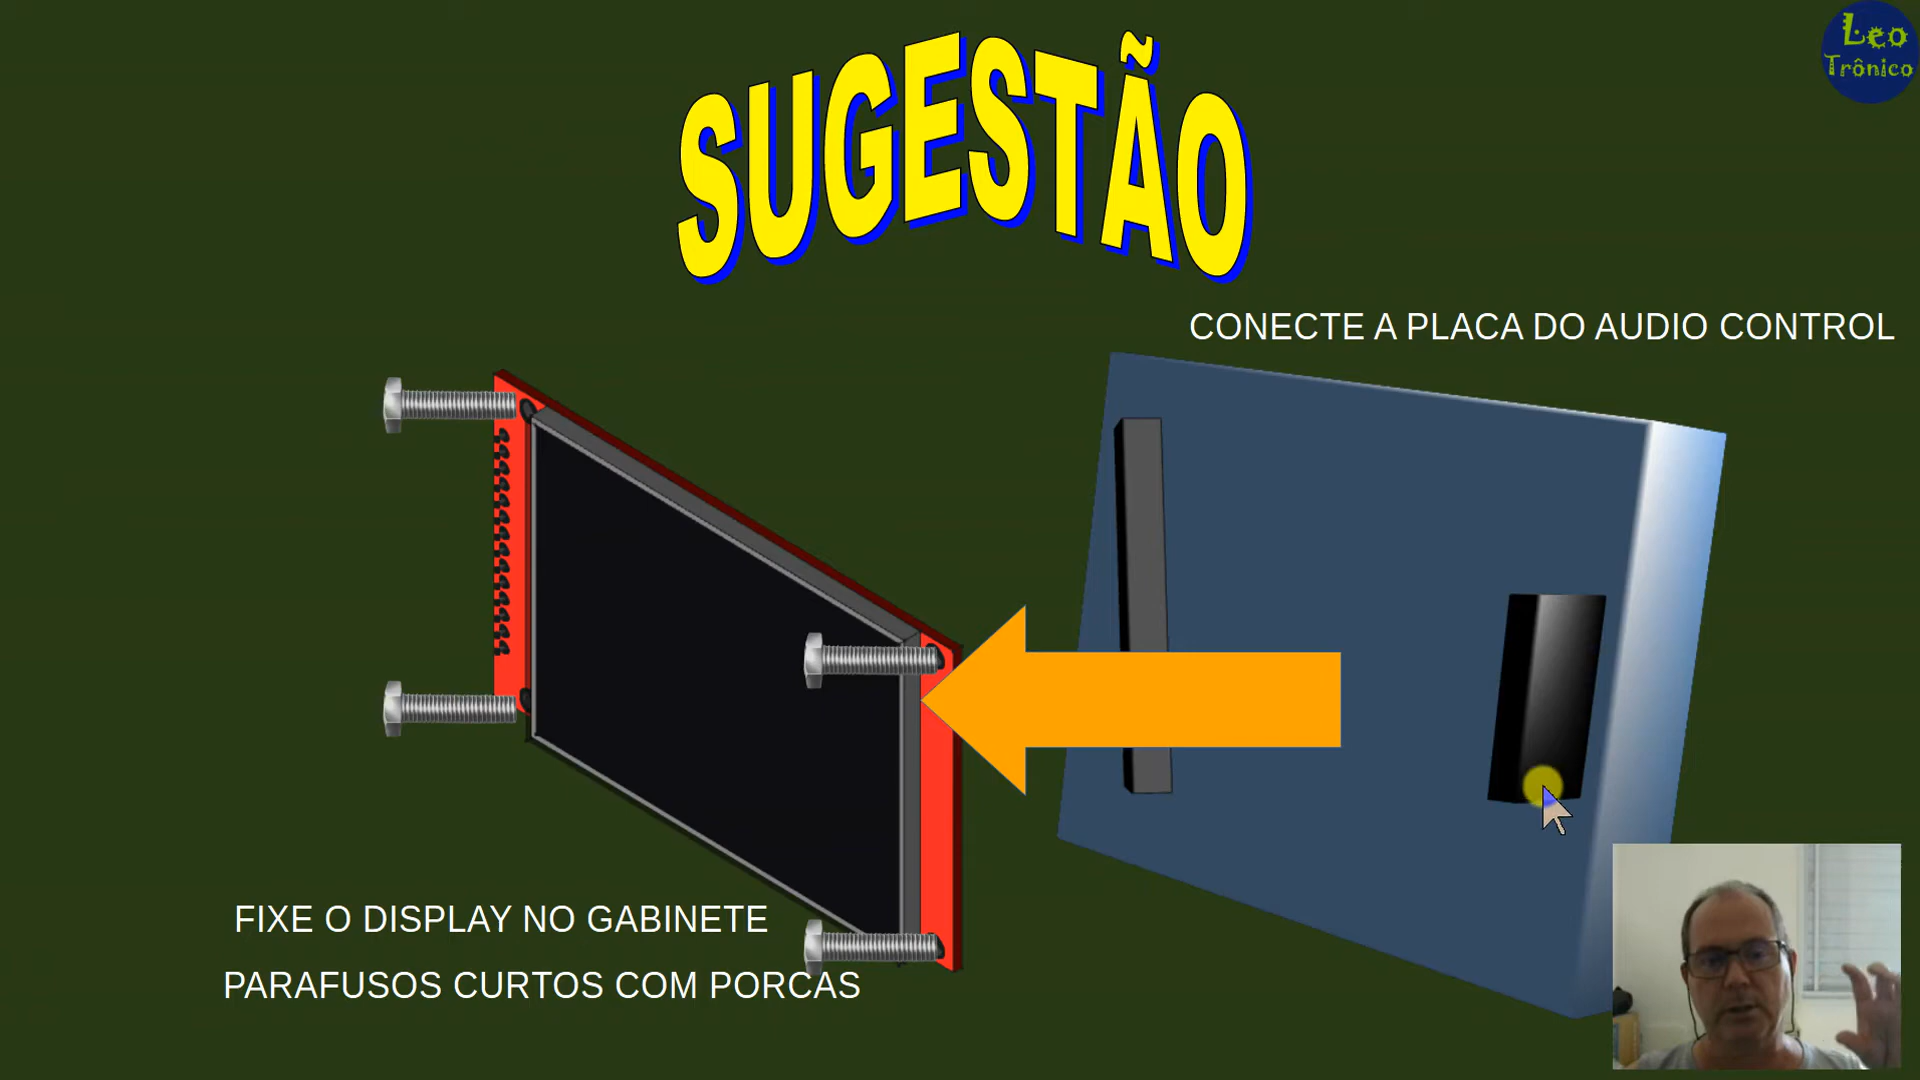 Leo
Trônico
SUGESTÃO
CONECTE A PLACA DO AUDIO CONTROL
FIXE O DISPLAY NO GABINETE
PARAFUSOS CURTOS COM PORCAS